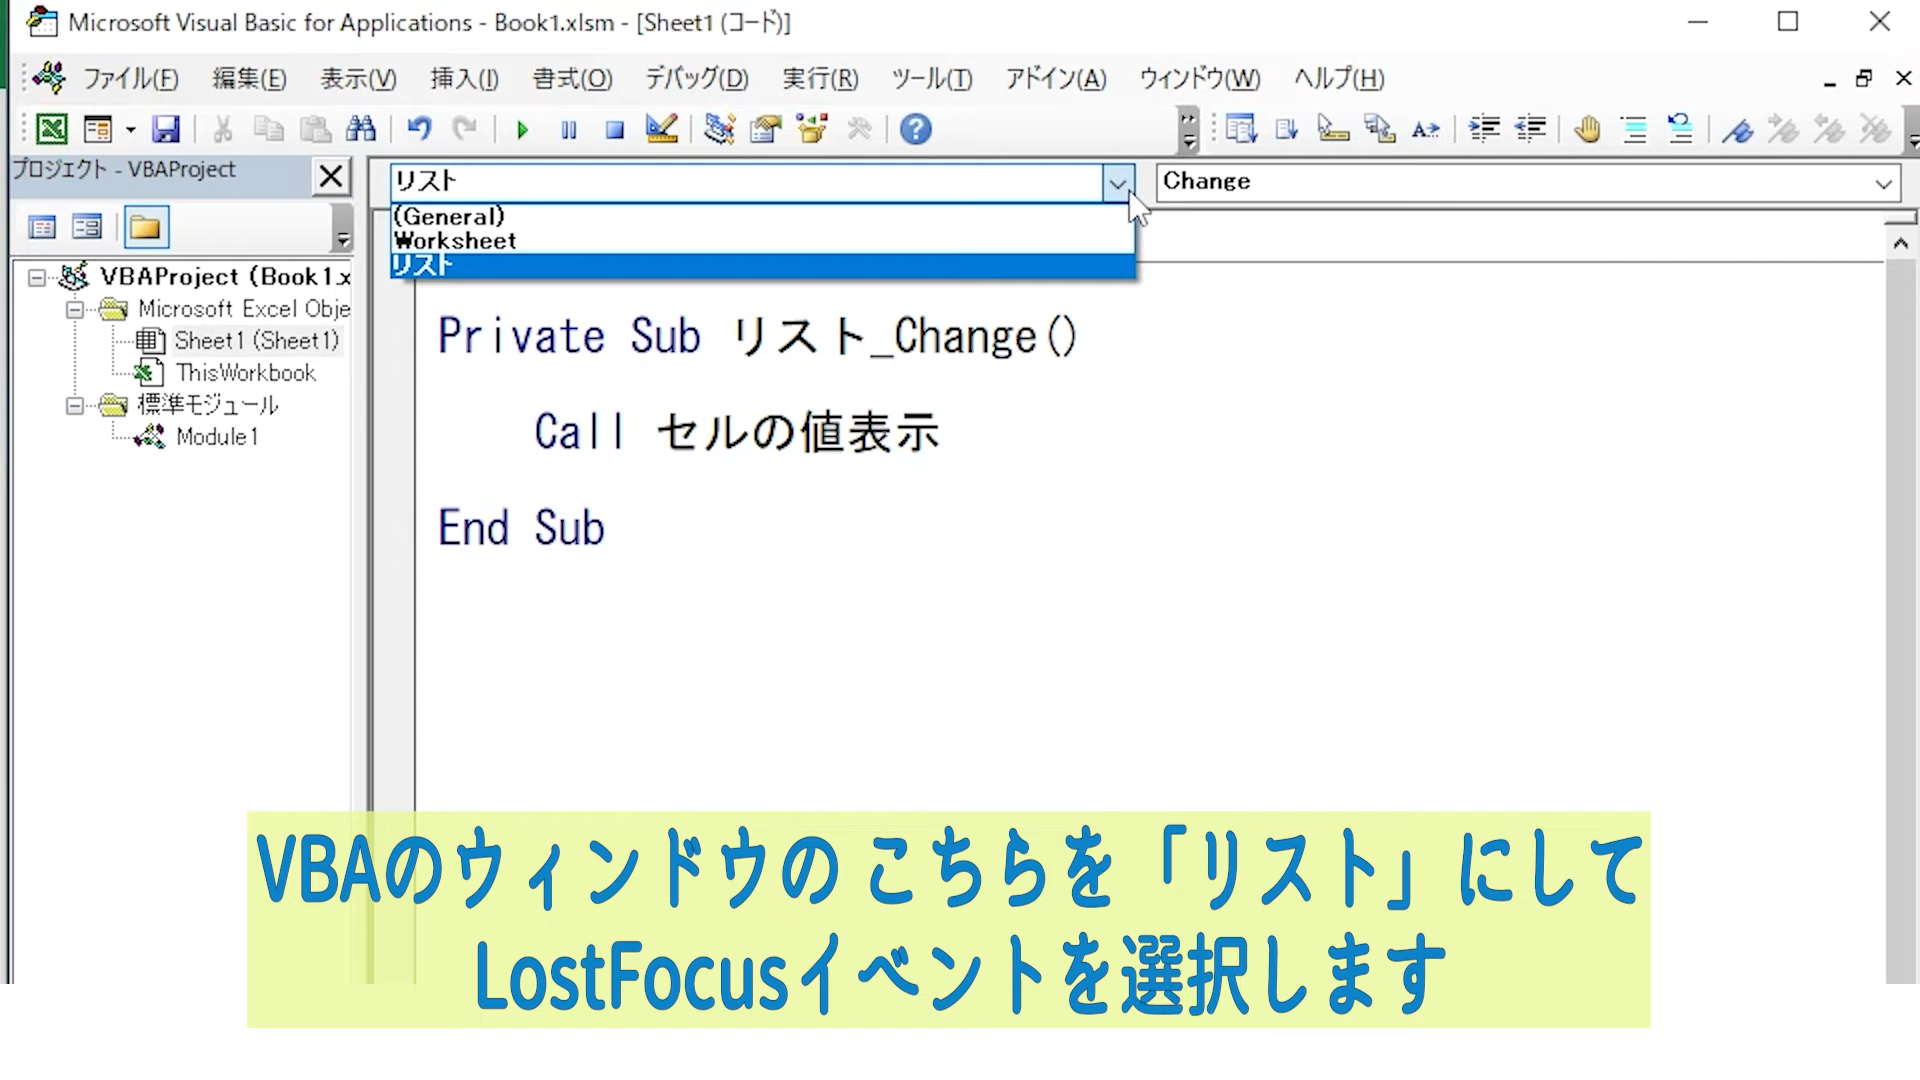 Microsoft Visual Basic for Applications - Book1.xlsm - [Sheet1 (コード)]
ファイル(F) 編集(E) 表示(V) 挿入(I) 書式(O) デバッグ(D) 実行(R) ツール(T) アドイン(A) ウィンドウ(W) ヘルプ(H)
プロジェクト - VBAProject
リスト
Change
(General)
Worksheet
リスト
VBAProject (Book1.x
Microsoft Excel Obje
Sheet1 (Sheet1)
ThisWorkbook
標準モジュール
Module1
Private Sub リスト_Change()
Call セルの値表示
End Sub
VBAのウィンドウの こちらを「リスト」にして
LostFocusイベントを選択します